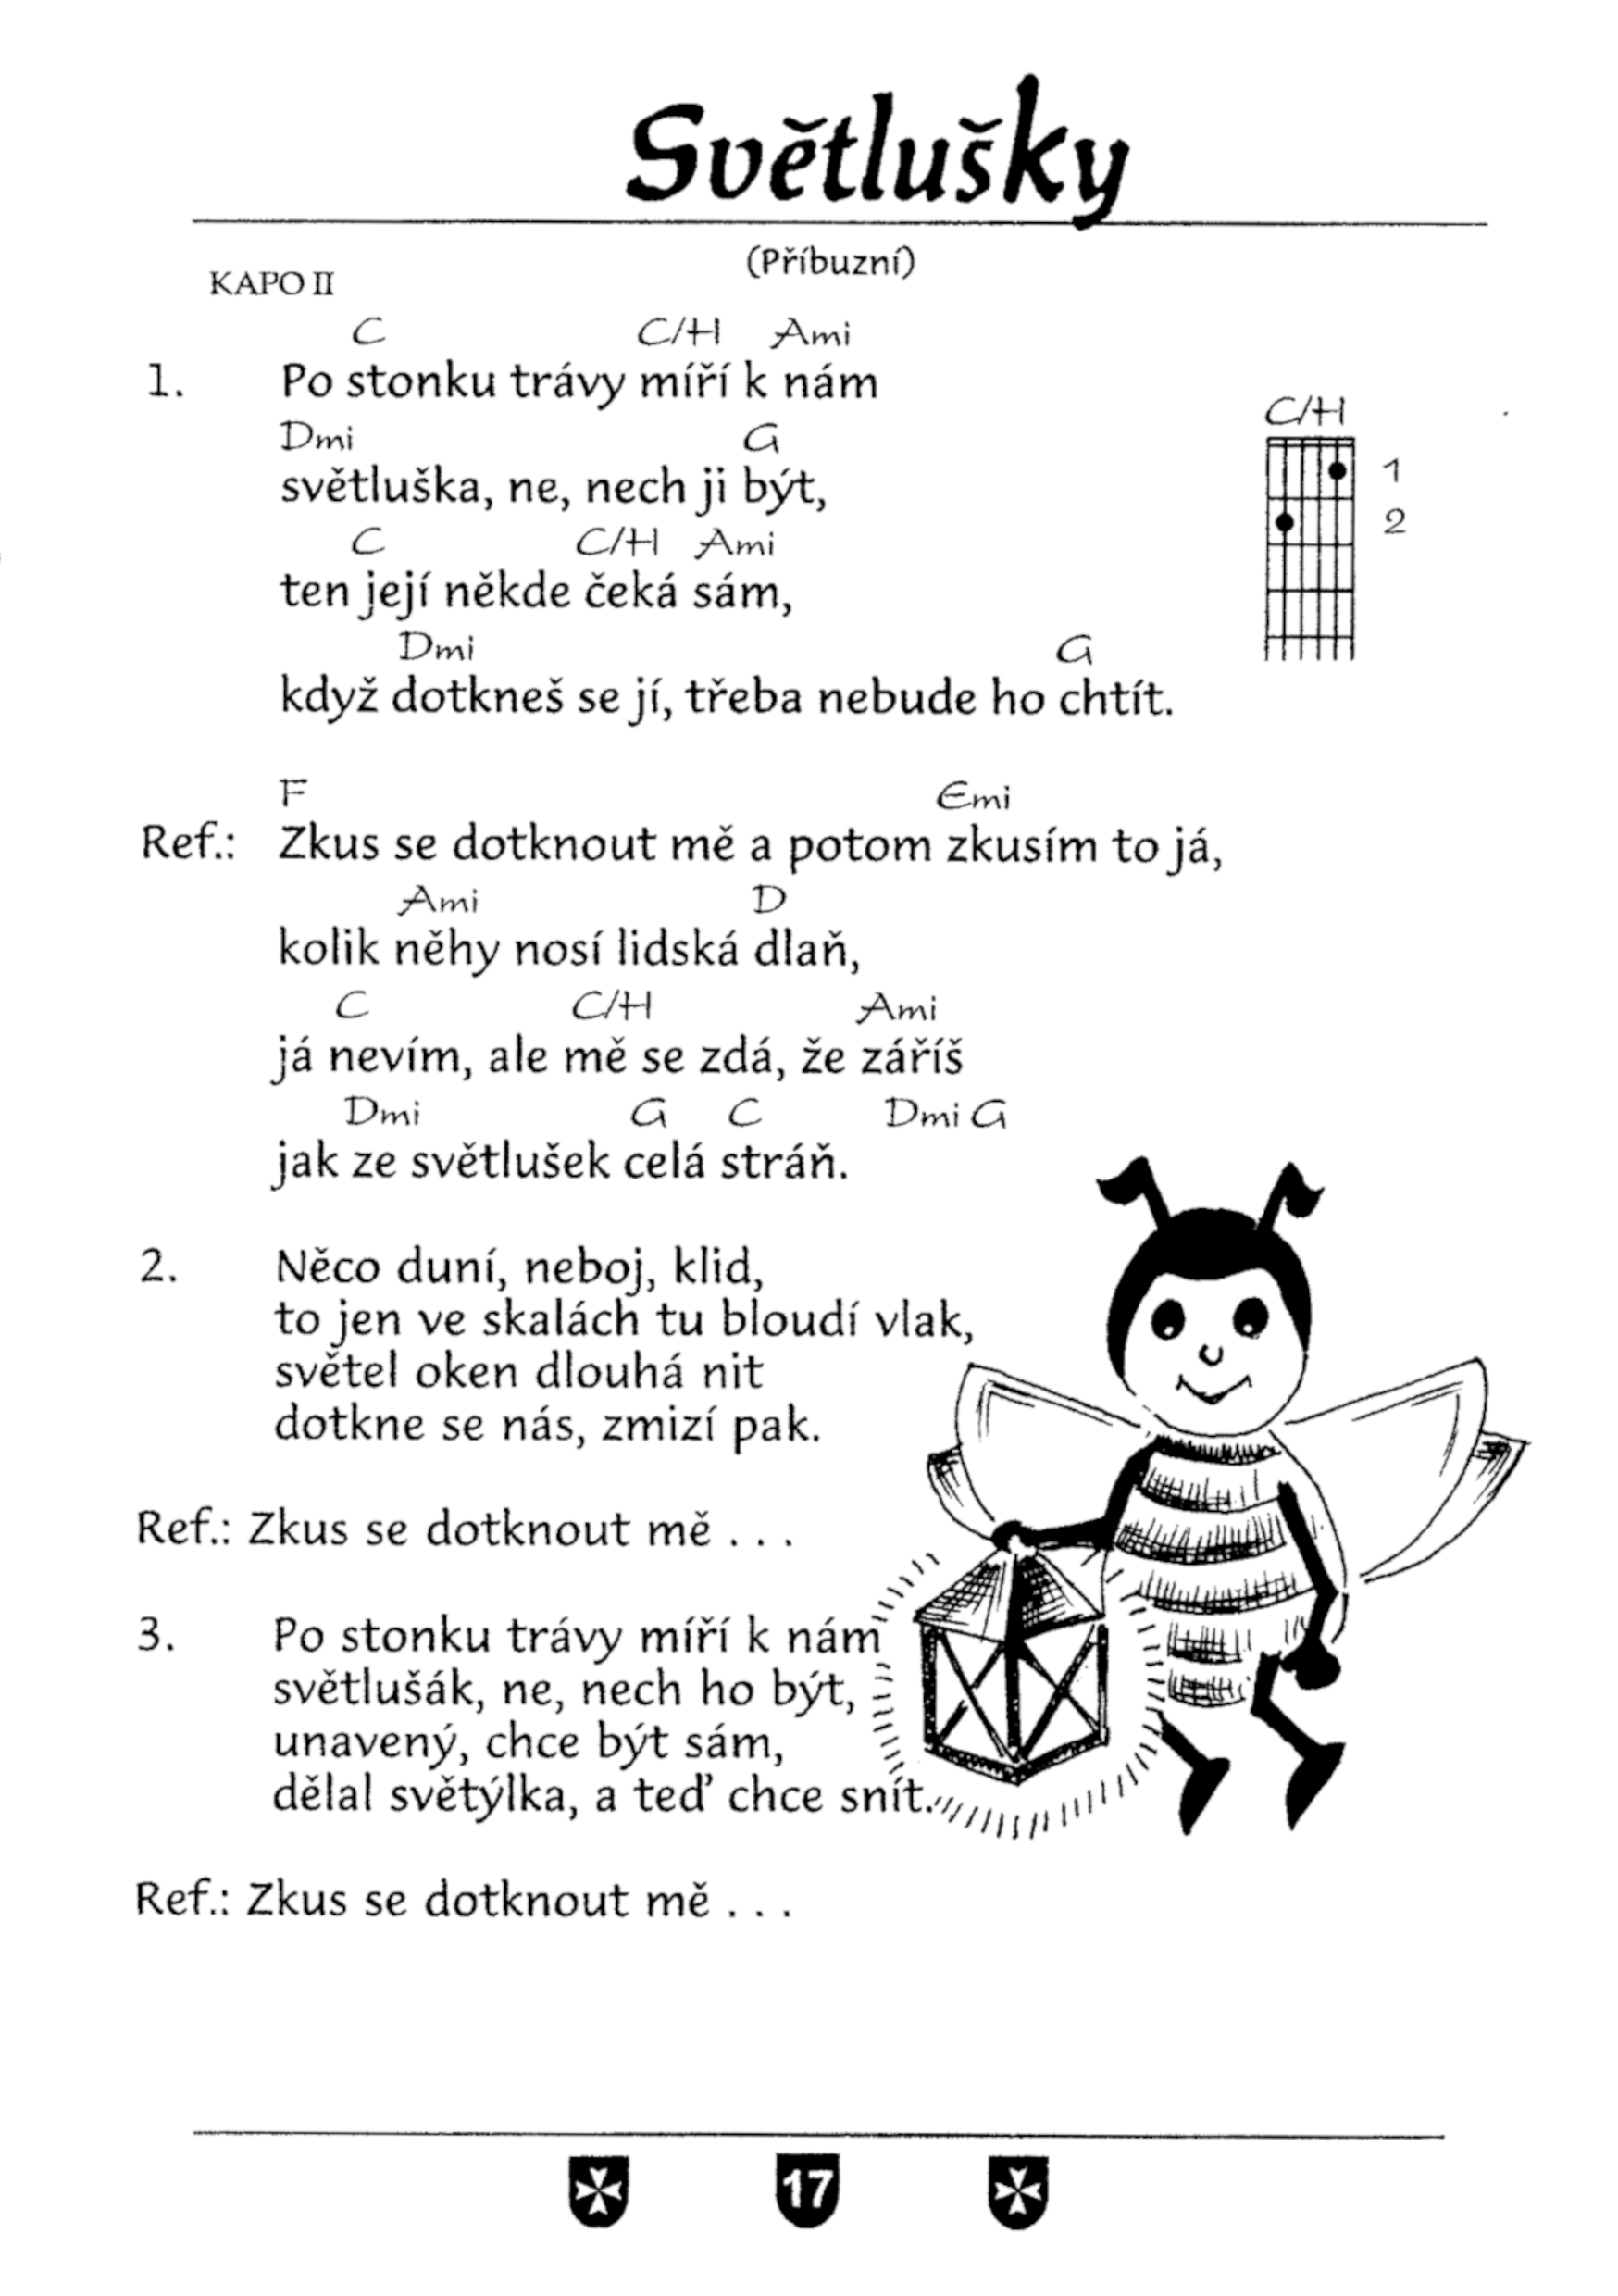 Světlušky
(Příbuzní)
KAPO II
C C/H Ami
1. Po stonku trávy míří k nám
Dmi G
světluška, ne, nech ji být,
C C/H Ami
ten její někde čeká sám,
Dmi G
když dotkneš se jí, třeba nebude ho chtít.
C/H
1
2
F Emi
Ref.: Zkus se dotknout mě a potom zkusím to já,
Ami D
kolik něhy nosí lidská dlaň,
C C/H Ami
já nevím, ale mě se zdá, že záříš
Dmi G C Dmi G
jak ze světlušek celá stráň.
2. Něco duní, neboj, klid,
to jen ve skalách tu bloudí vlak,
světel oken dlouhá nit
dotkne se nás, zmizí pak.
Ref.: Zkus se dotknout mě . . .
3. Po stonku trávy míří k nám
světlušák, ne, nech ho být,
unavený, chce být sám,
dělal světýlka, a teď chce snít.
Ref.: Zkus se dotknout mě . . .
17